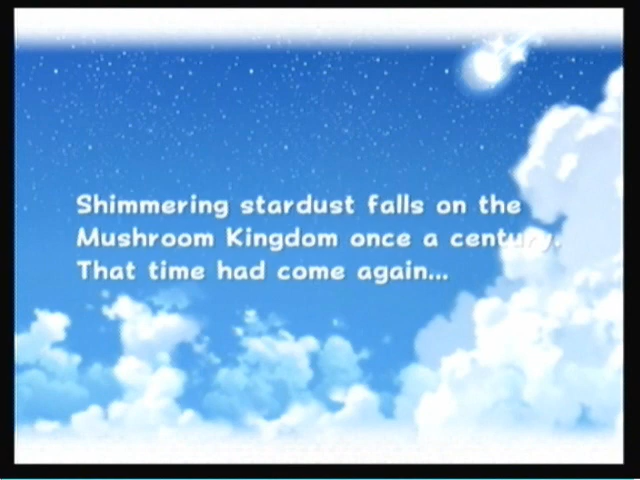 Shimmering stardust falls on the
Mushroom Kingdom once a century.
That time had come again...